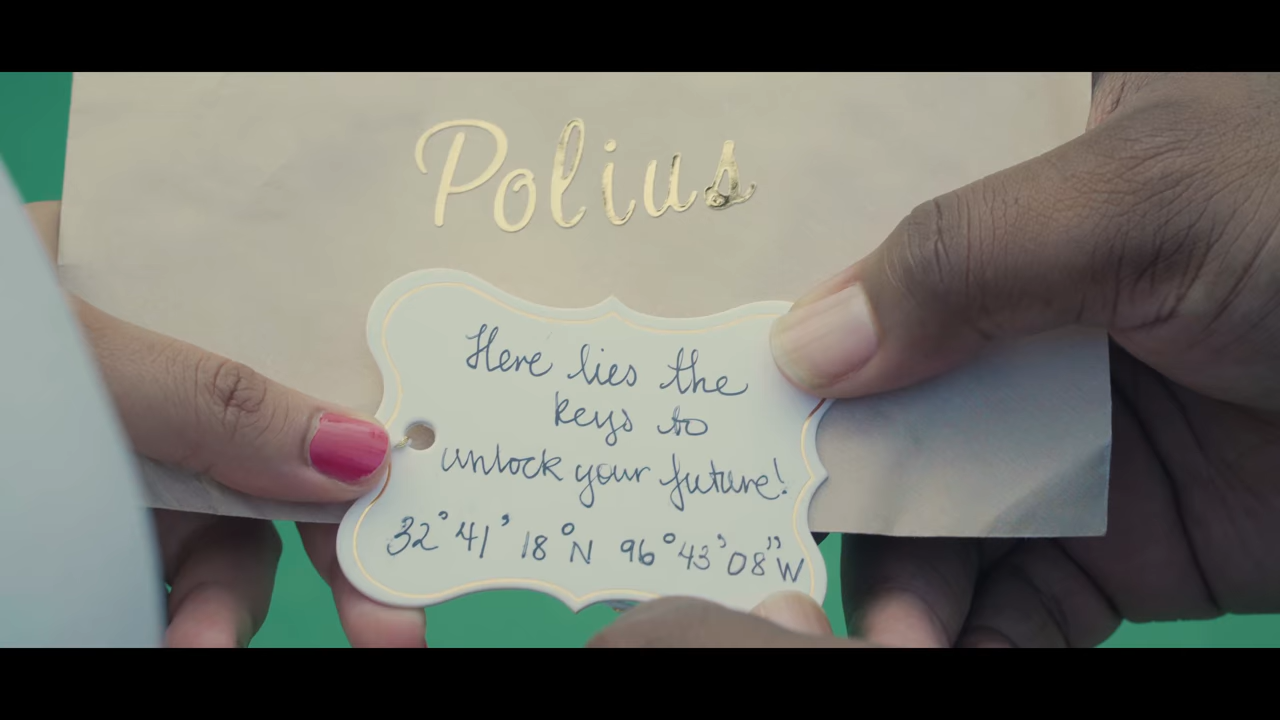 Polius
Here lies the
keys to
unlock your future!
32° 41' 18° N 96° 43' 08" W